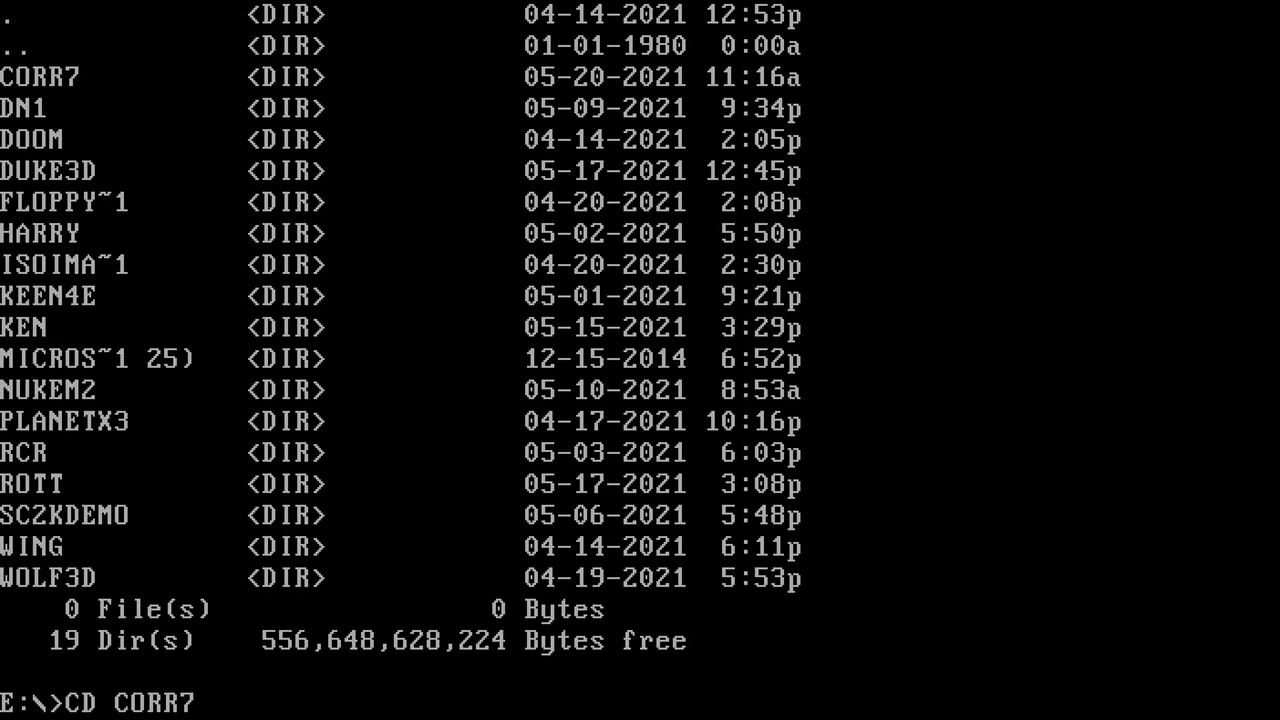 . <DIR> 04-14-2021 12:53p
.. <DIR> 01-01-1980 0:00a
CORR7 <DIR> 05-20-2021 11:16a
DN1 <DIR> 05-09-2021 9:34p
DOOM <DIR> 04-14-2021 2:05p
DUKE3D <DIR> 05-17-2021 12:45p
FLOPPY~1 <DIR> 04-20-2021 2:08p
HARRY <DIR> 05-02-2021 5:50p
ISOIMA~1 <DIR> 04-20-2021 2:30p
KEEN4E <DIR> 05-01-2021 9:21p
KEN <DIR> 05-15-2021 3:29p
MICROS~1 25) <DIR> 12-15-2014 6:52p
NUKEM2 <DIR> 05-10-2021 8:53a
PLANETX3 <DIR> 04-17-2021 10:16p
RCR <DIR> 05-03-2021 6:03p
ROTT <DIR> 05-17-2021 3:08p
SC2KDEMO <DIR> 05-06-2021 5:48p
WING <DIR> 04-14-2021 6:11p
WOLF3D <DIR> 04-19-2021 5:53p
0 File(s) 0 Bytes
19 Dir(s) 556,648,628,224 Bytes free
E:\>CD CORR7